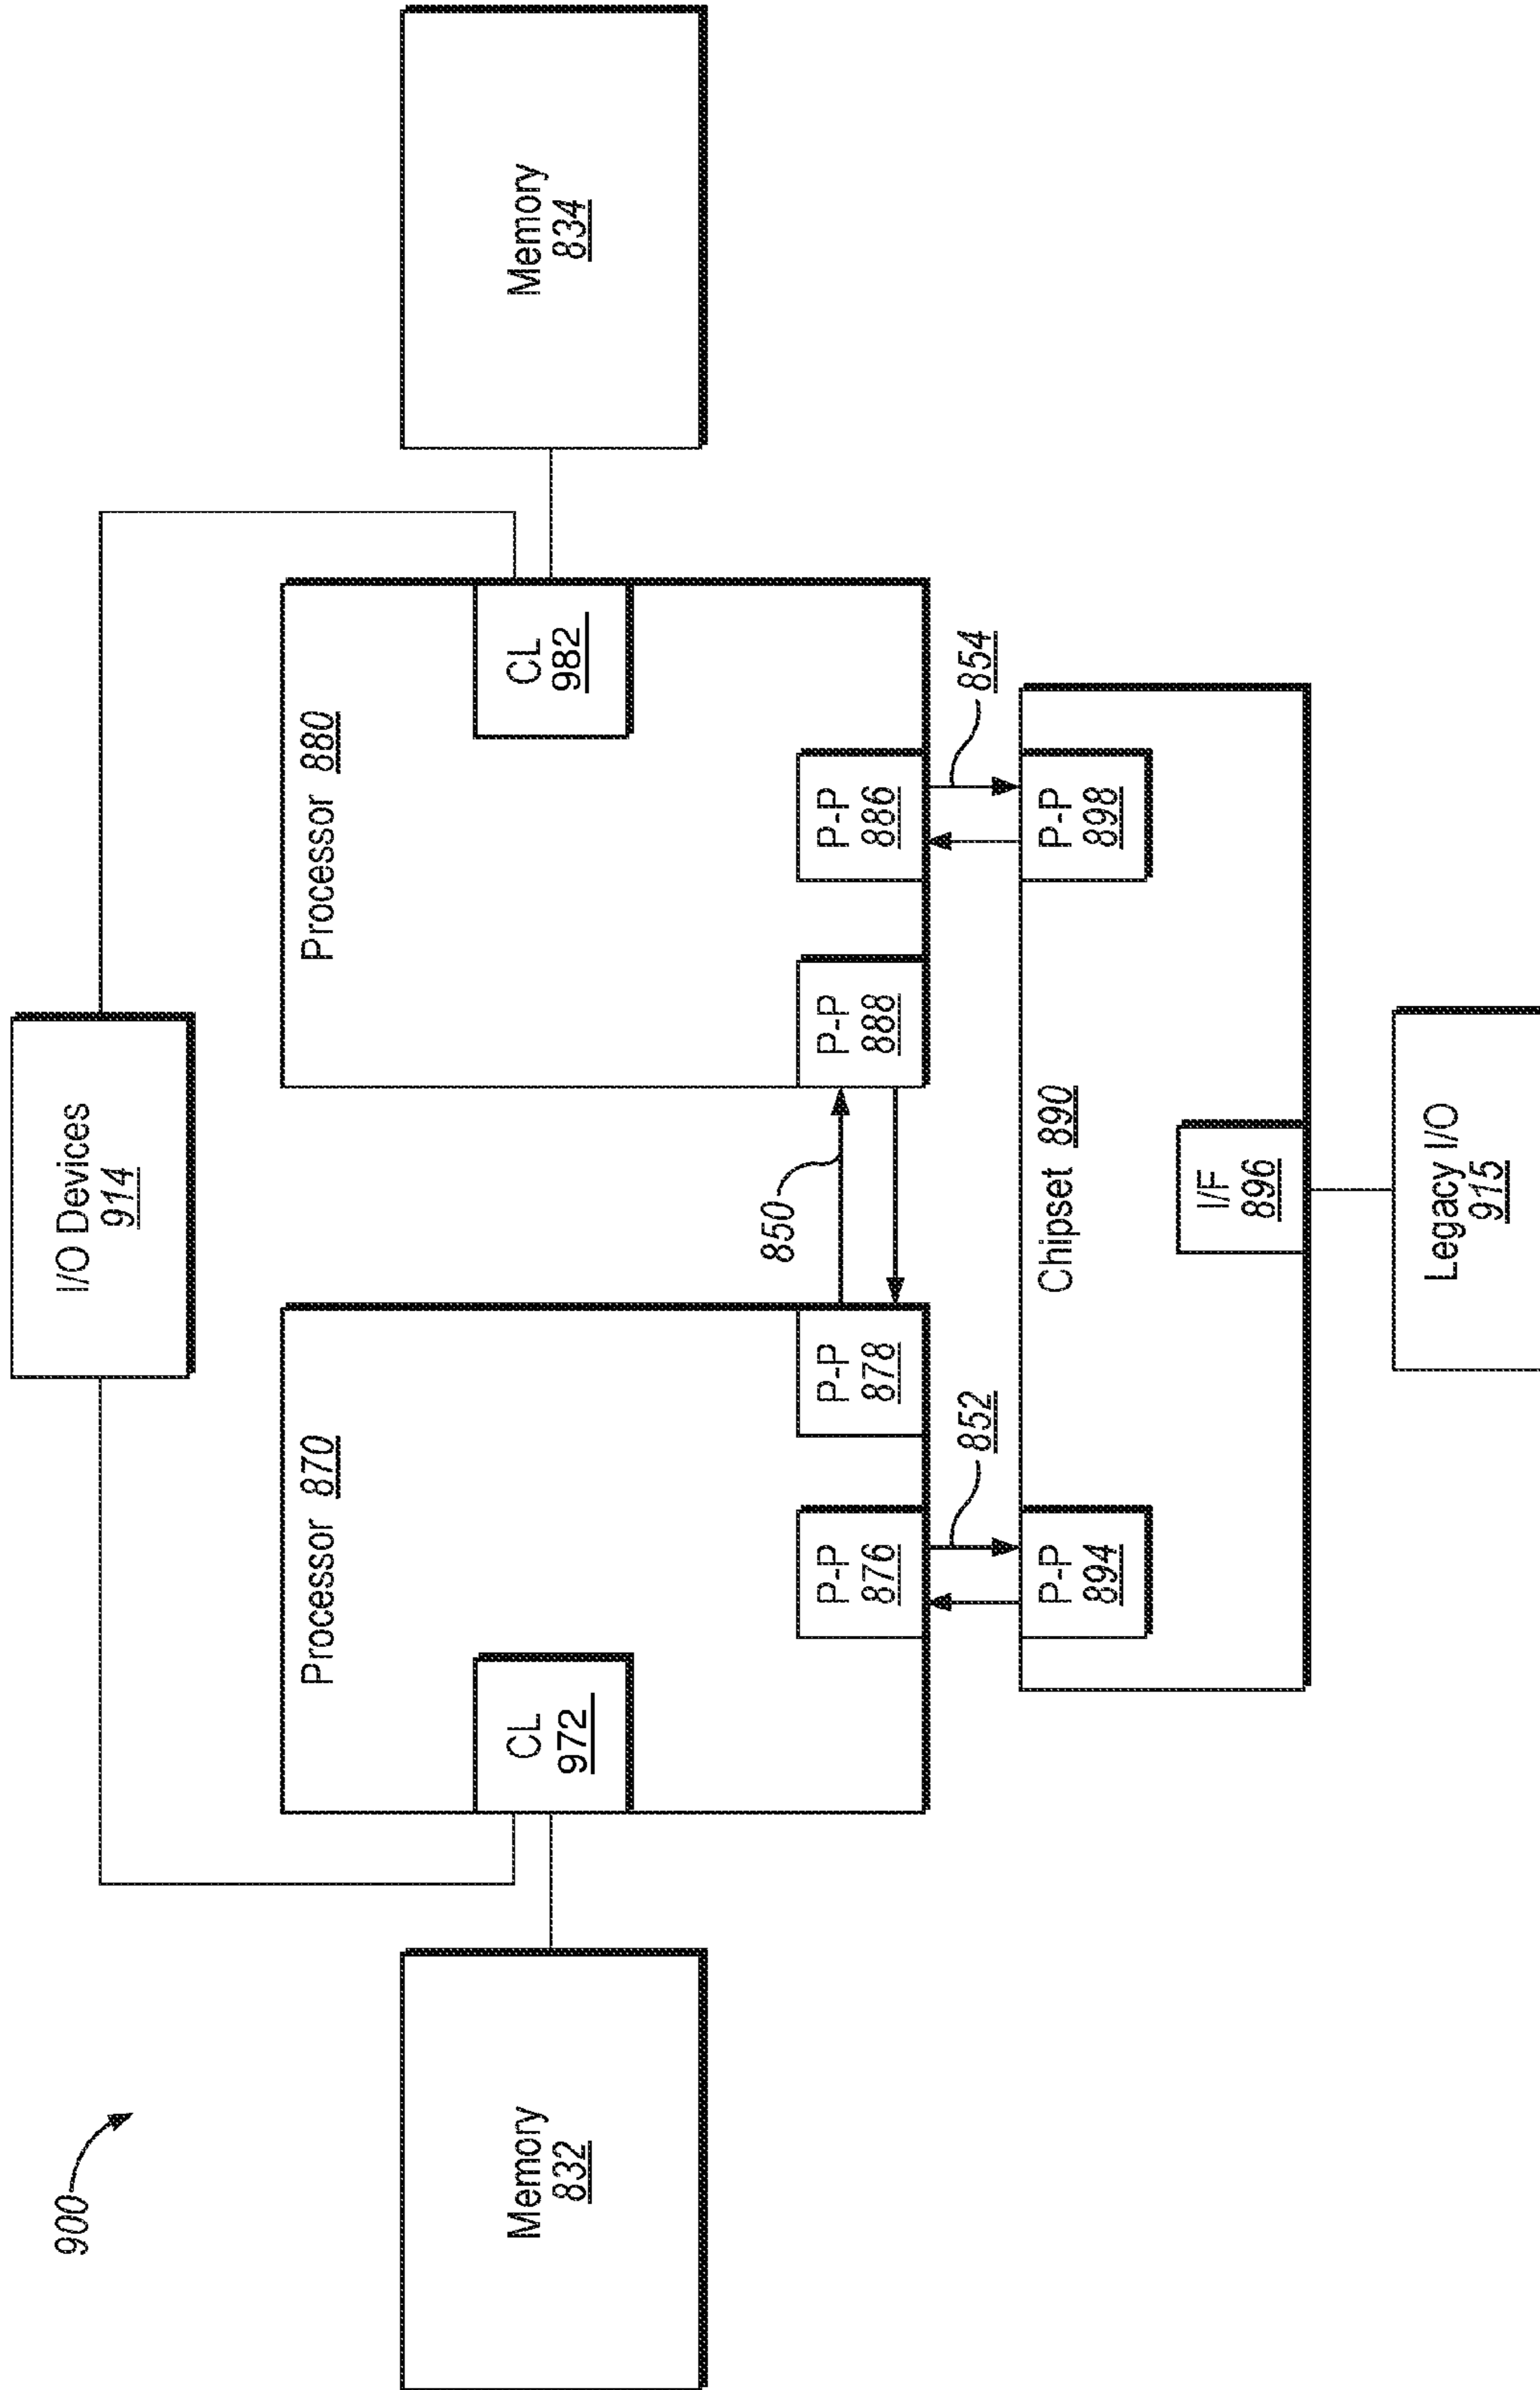 900
I/O Devices
914
Memory
832
Processor 870
CL
972
P-P
876
P-P
878
850
Processor 880
CL
982
P-P
888
P-P
886
Memory
834
852
854
Chipset 890
P-P
894
P-P
898
I/F
896
Legacy I/O
915